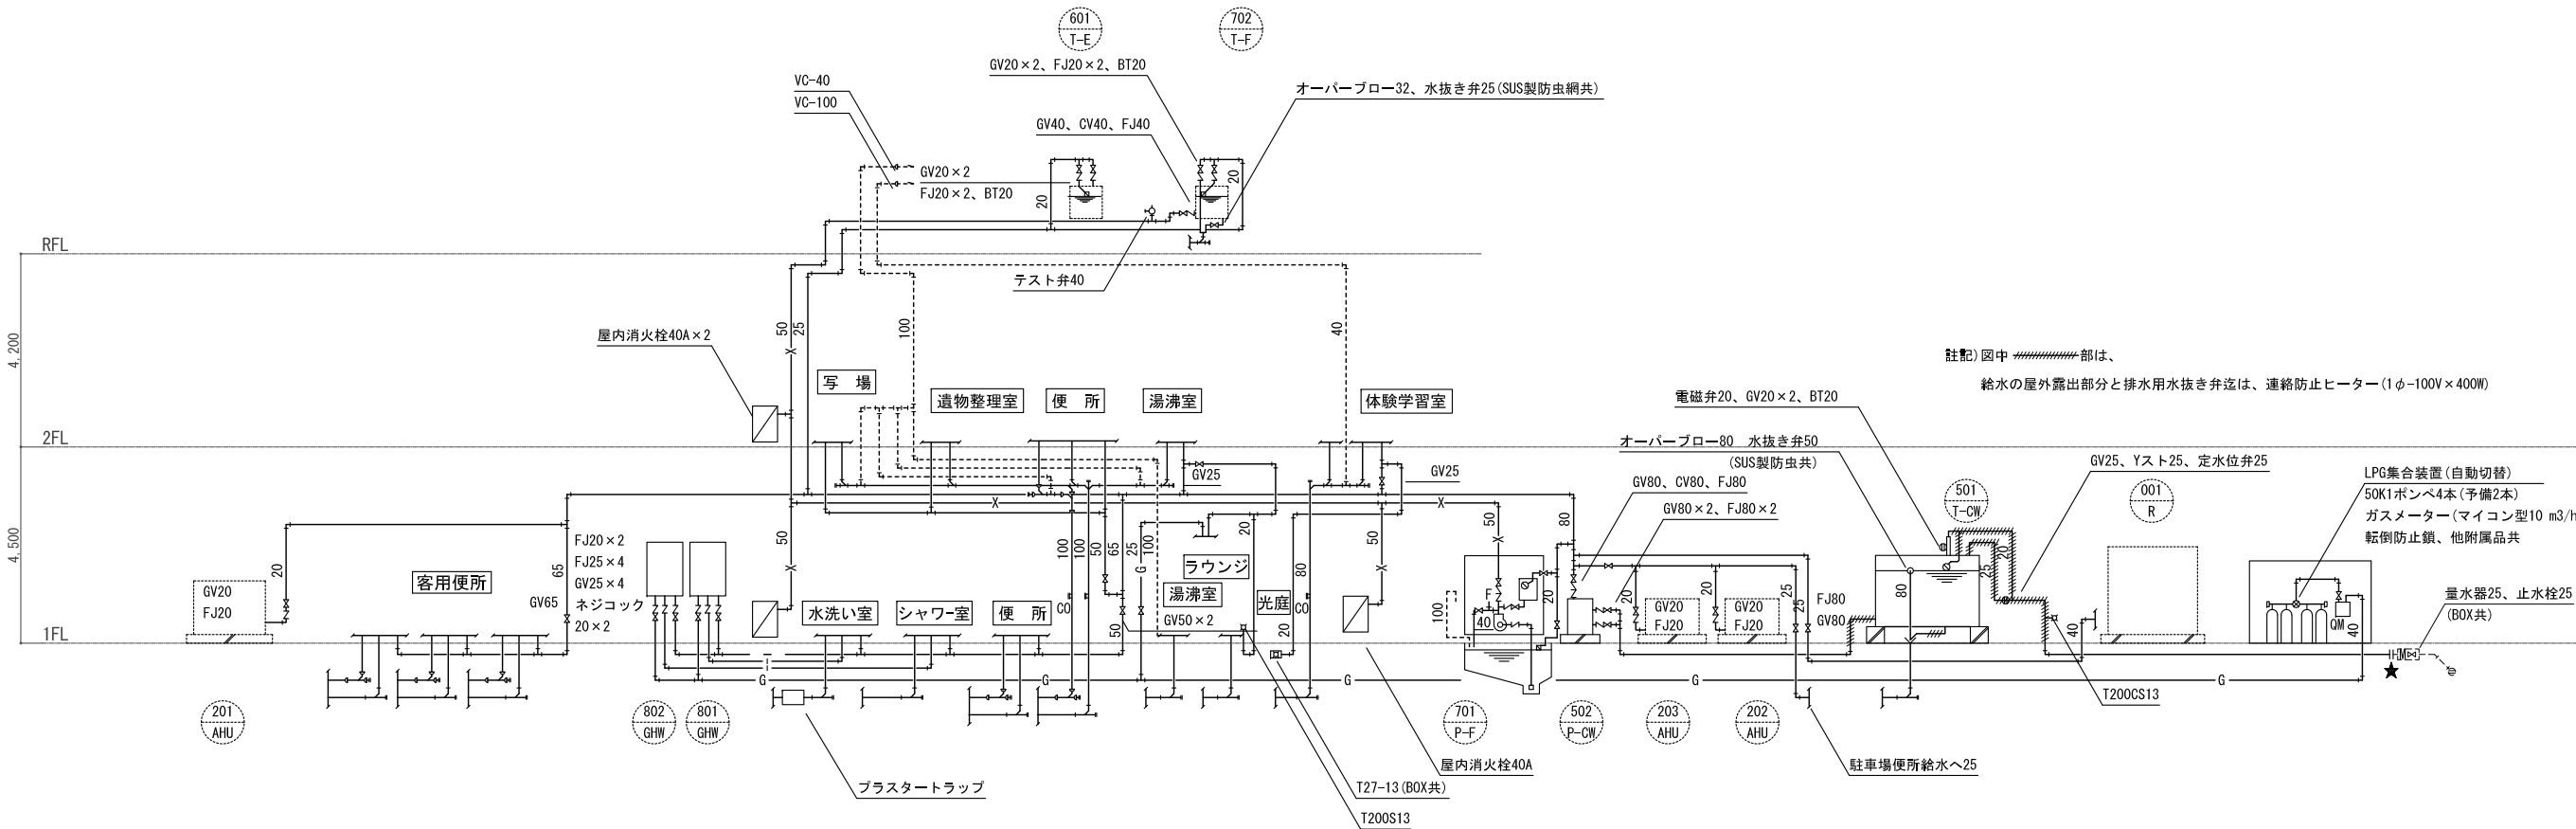 601
T-E
702
T-F
GV20×2、FJ20×2、BT20
VC-40
VC-100
オーバーブロー32、水抜き弁25(SUS製防虫網共)
GV40、CV40、FJ40
GV20×2
FJ20×2、BT20
20
20
RFL
テスト弁40
4,200
屋内消火栓40A×2
50
25
100
40
写　場
遺物整理室
便　所
湯沸室
体験学習室
註記)図中
部は、
給水の屋外露出部分と排水用水抜き弁迄は、連絡防止ヒーター(1φ-100V×400W)
電磁弁20、GV20×2、BT20
2FL
オーバーブロー80　水抜き弁50
(SUS製防虫共)
GV25、Yスト25、定水位弁25
GV25
GV25
LPG集合装置(自動切替)
50K1ボンベ4本(予備2本)
ガスメーター(マイコン型10 m3/h
転倒防止鎖、他附属品共
GV80、CV80、FJ80
GV80×2、FJ80×2
501
T-CW
001
R
X
X
4,500
20
65
FJ20×2
FJ25×4
GV25×4
ネジコック
20×2
GV65
客用便所
GV20
FJ20
50
100
100
50
65
25
100
G
20
ラウンジ
湯沸室
光庭
80
50
50
80
20
25
25
80
25
20
CO
CO
100
F
40
GV20
FJ20
20
GV20
FJ20
20
FJ80
GV80
40
QM
40
量水器25、止水栓25
(BOX共)
M
水洗い室
シャワー室
便　所
50
GV50×2
20
1FL
G
G
G
G
G
★
T200CS13
201
AHU
802
GHW
801
GHW
701
P-F
502
P-CW
203
AHU
202
AHU
プラスタートラップ
屋内消火栓40A
駐車場便所給水へ25
T27-13(BOX共)
T200S13